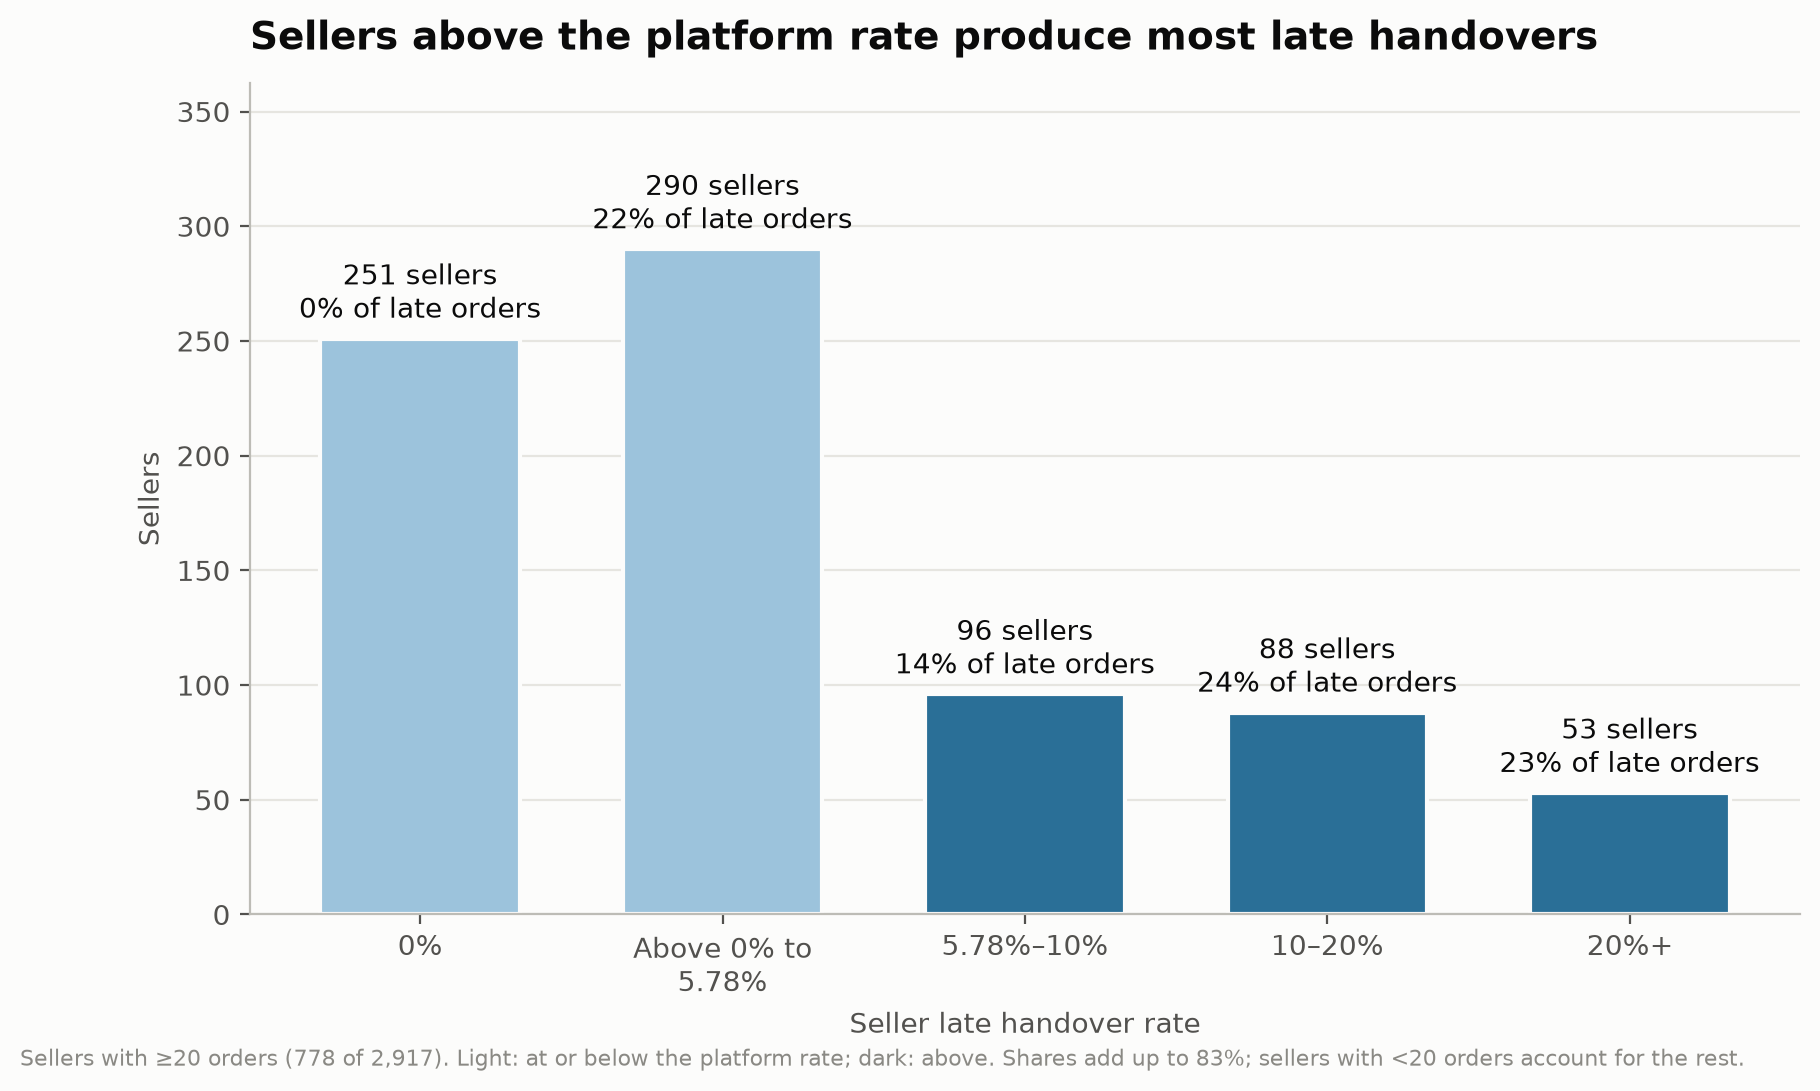 Sellers above the platform rate produce most late handovers
350
300
250
200
150
100
50
0
Sellers
251 sellers
0% of late orders
290 sellers
22% of late orders
96 sellers
14% of late orders
88 sellers
24% of late orders
53 sellers
23% of late orders
0%
Above 0% to
5.78%
5.78%–10%
10–20%
20%+
Seller late handover rate
Sellers with ≥20 orders (778 of 2,917). Light: at or below the platform rate; dark: above. Shares add up to 83%; sellers with <20 orders account for the rest.